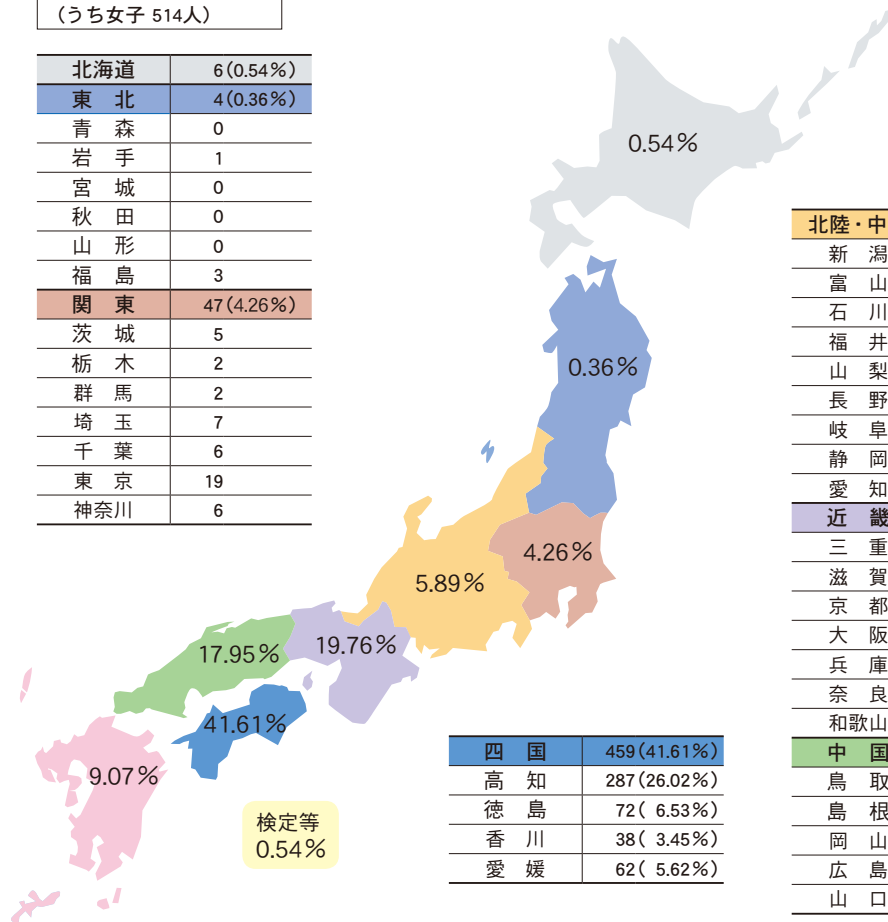 (うち女子 514人)
北海道 6(0.54%)
東 北 4(0.36%)
青 森 0
岩 手 1
宮 城 0
秋 田 0
山 形 0
福 島 3
関 東 47(4.26%)
茨 城 5
栃 木 2
群 馬 2
埼 玉 7
千 葉 6
東 京 19
神奈川 6
0.54%
0.36%
4.26%
5.89%
19.76%
17.95%
41.61%
9.07%
検定等
0.54%
四 国 459(41.61%)
高 知 287(26.02%)
徳 島 72( 6.53%)
香 川 38( 3.45%)
愛 媛 62( 5.62%)
北陸・中
新 潟
富 山
石 川
福 井
山 梨
長 野
岐 阜
静 岡
愛 知
近 畿
三 重
滋 賀
京 都
大 阪
兵 庫
奈 良
和歌山
中 国
鳥 取
島 根
岡 山
広 島
山 口